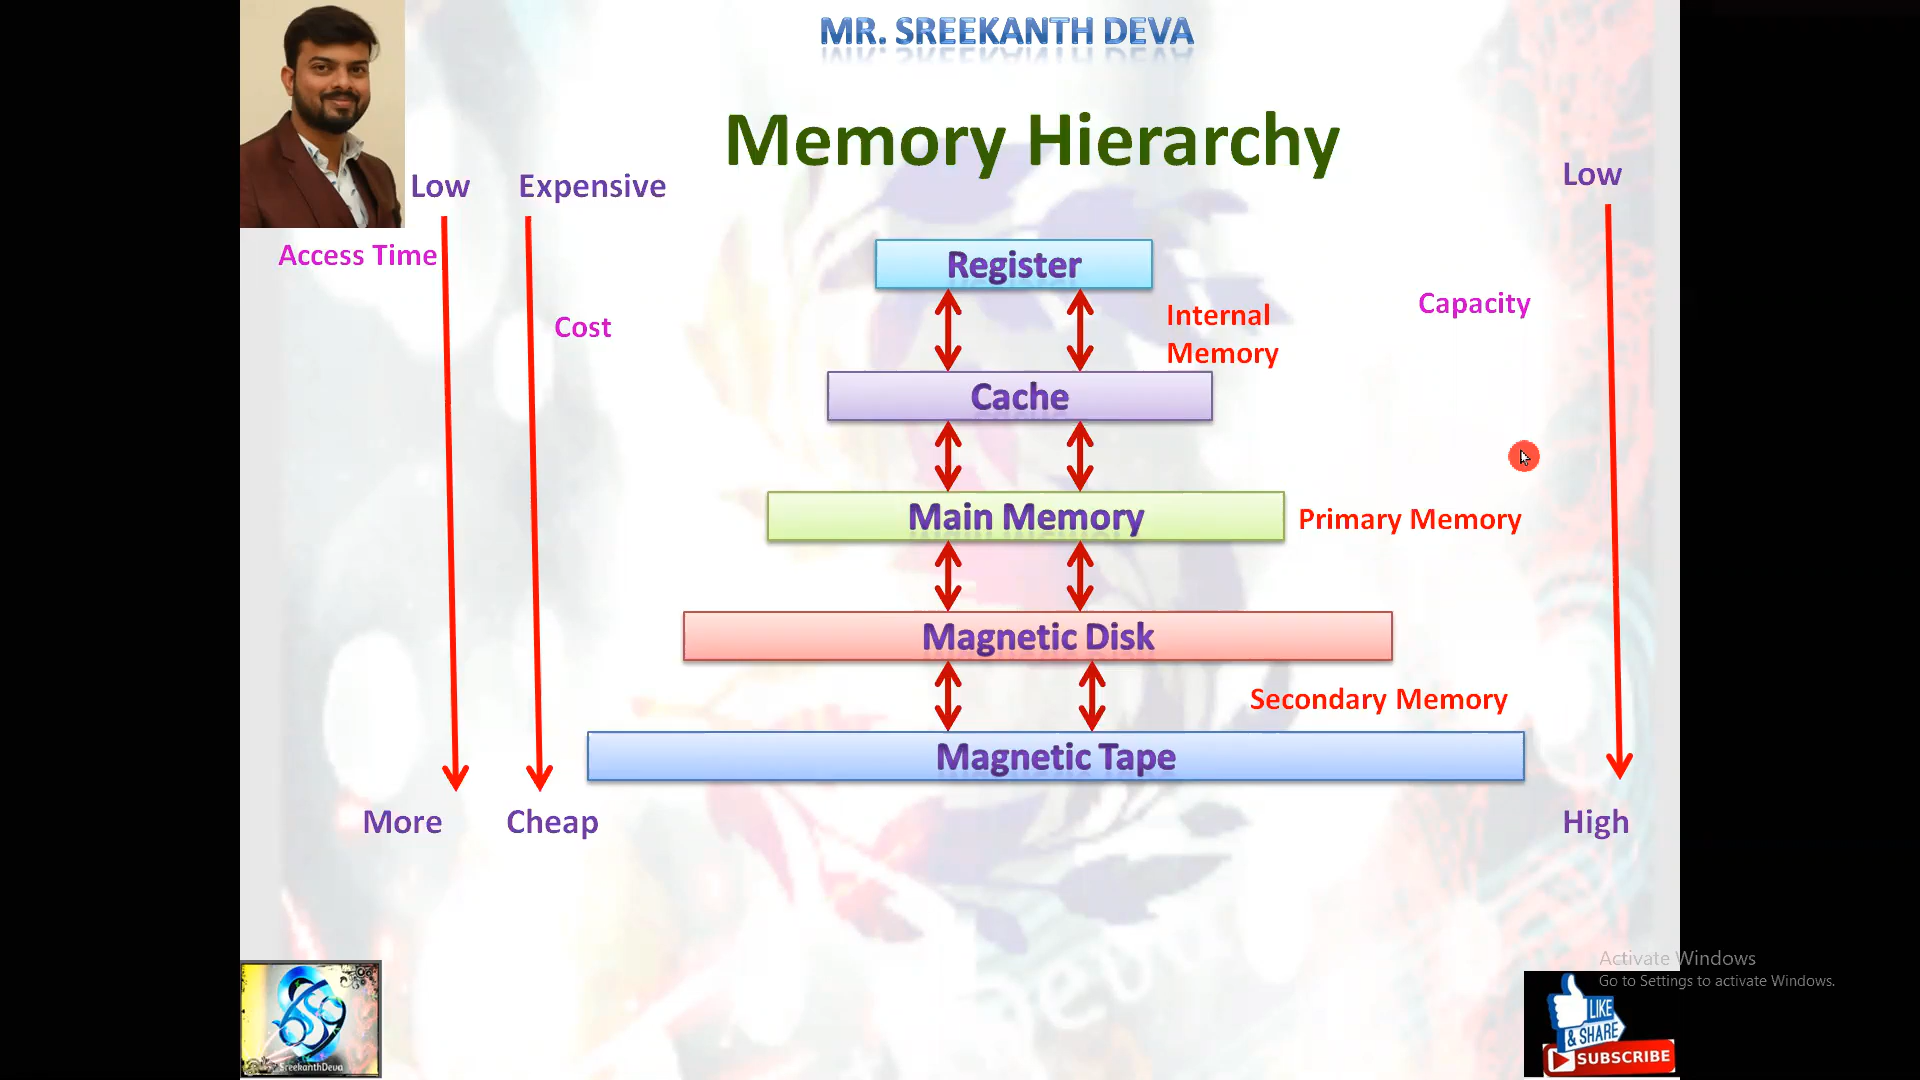 MR. SREEKANTH DEVA
Memory Hierarchy
Low
Expensive
Low
Access Time
Register
Cost
Internal
Memory
Capacity
Cache
Main Memory
Primary Memory
Magnetic Disk
Secondary Memory
Magnetic Tape
More
Cheap
High
Activate Windows
Go to Settings to activate Windows.
LIKE
& SHARE
SUBSCRIBE
SreekanthDeva